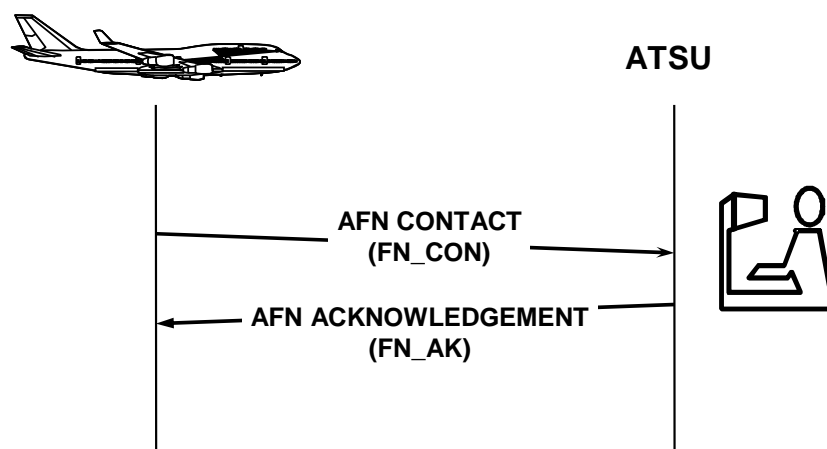 ATSU
AFN CONTACT
(FN_CON)
AFN ACKNOWLEDGEMENT
(FN_AK)